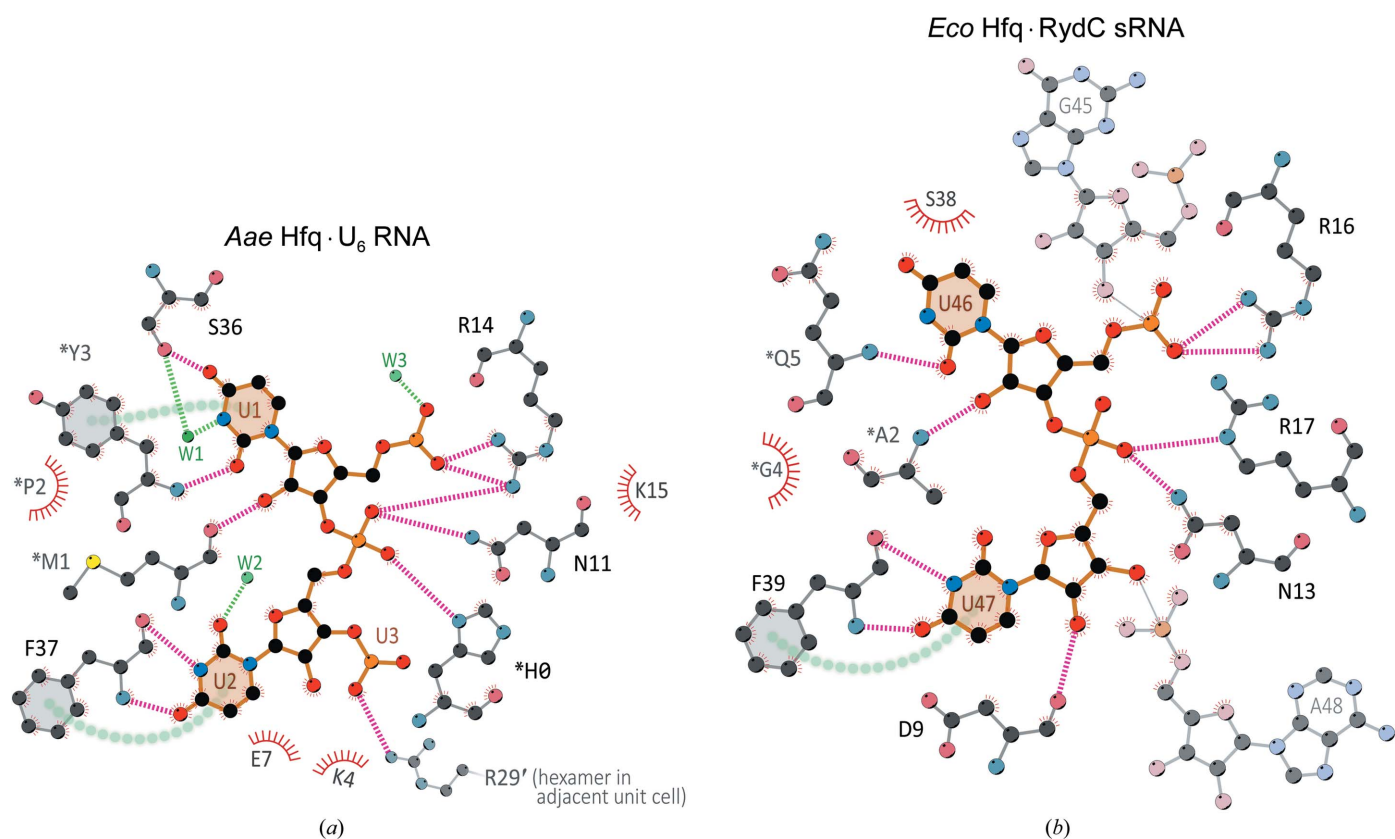 Aae Hfq · U6 RNA
S36
*Y3
R14
W3
U1
W1
*P2
K15
*M1
W2
N11
F37
U3
U2
*H0
E7
K4
R29′ (hexamer in
adjacent unit cell)
(a)
Eco Hfq · RydC sRNA
G45
S38
R16
U46
*Q5
*A2
R17
*G4
F39
N13
U47
D9
A48
(b)